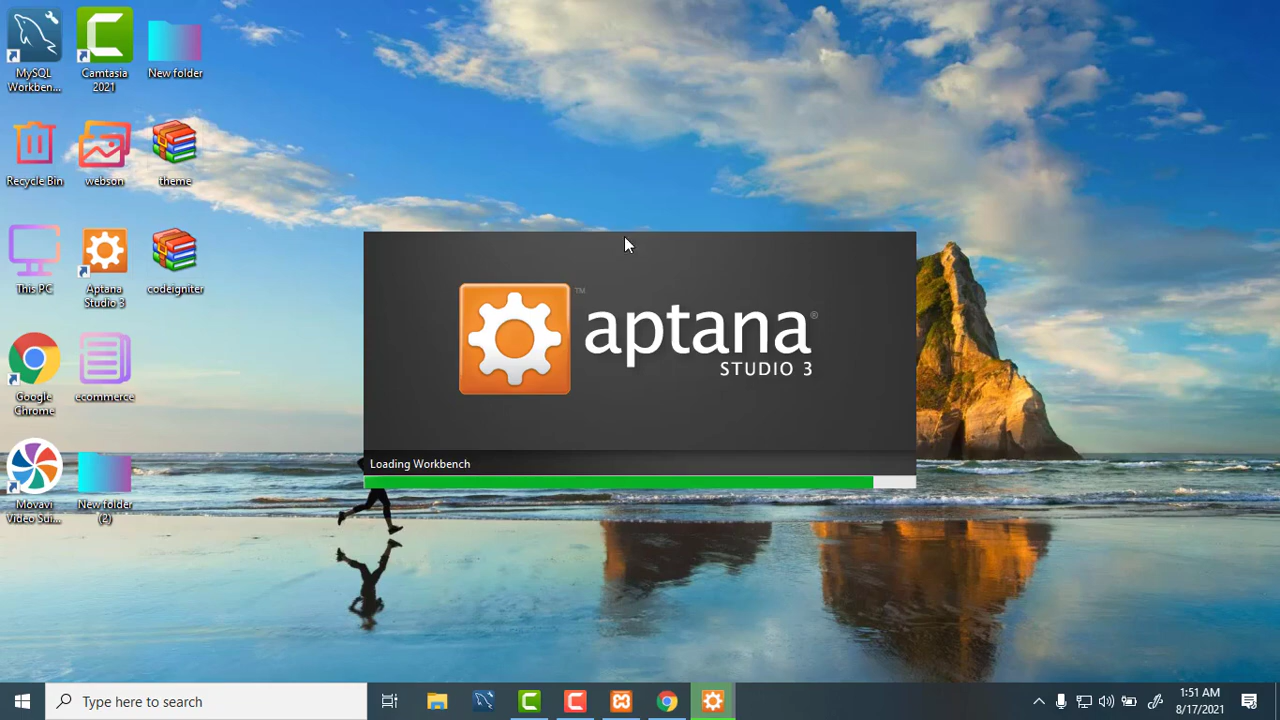 MySQL
Workben...
Camtasia
2021
New folder
Recycle Bin
webson
theme
This PC
Aptana
Studio 3
codeigniter
Google
Chrome
ecommerce
Movavi
Video Sui...
New folder
(2)
aptana
TM
®
STUDIO 3
Loading Workbench
Type here to search
1:51 AM
8/17/2021